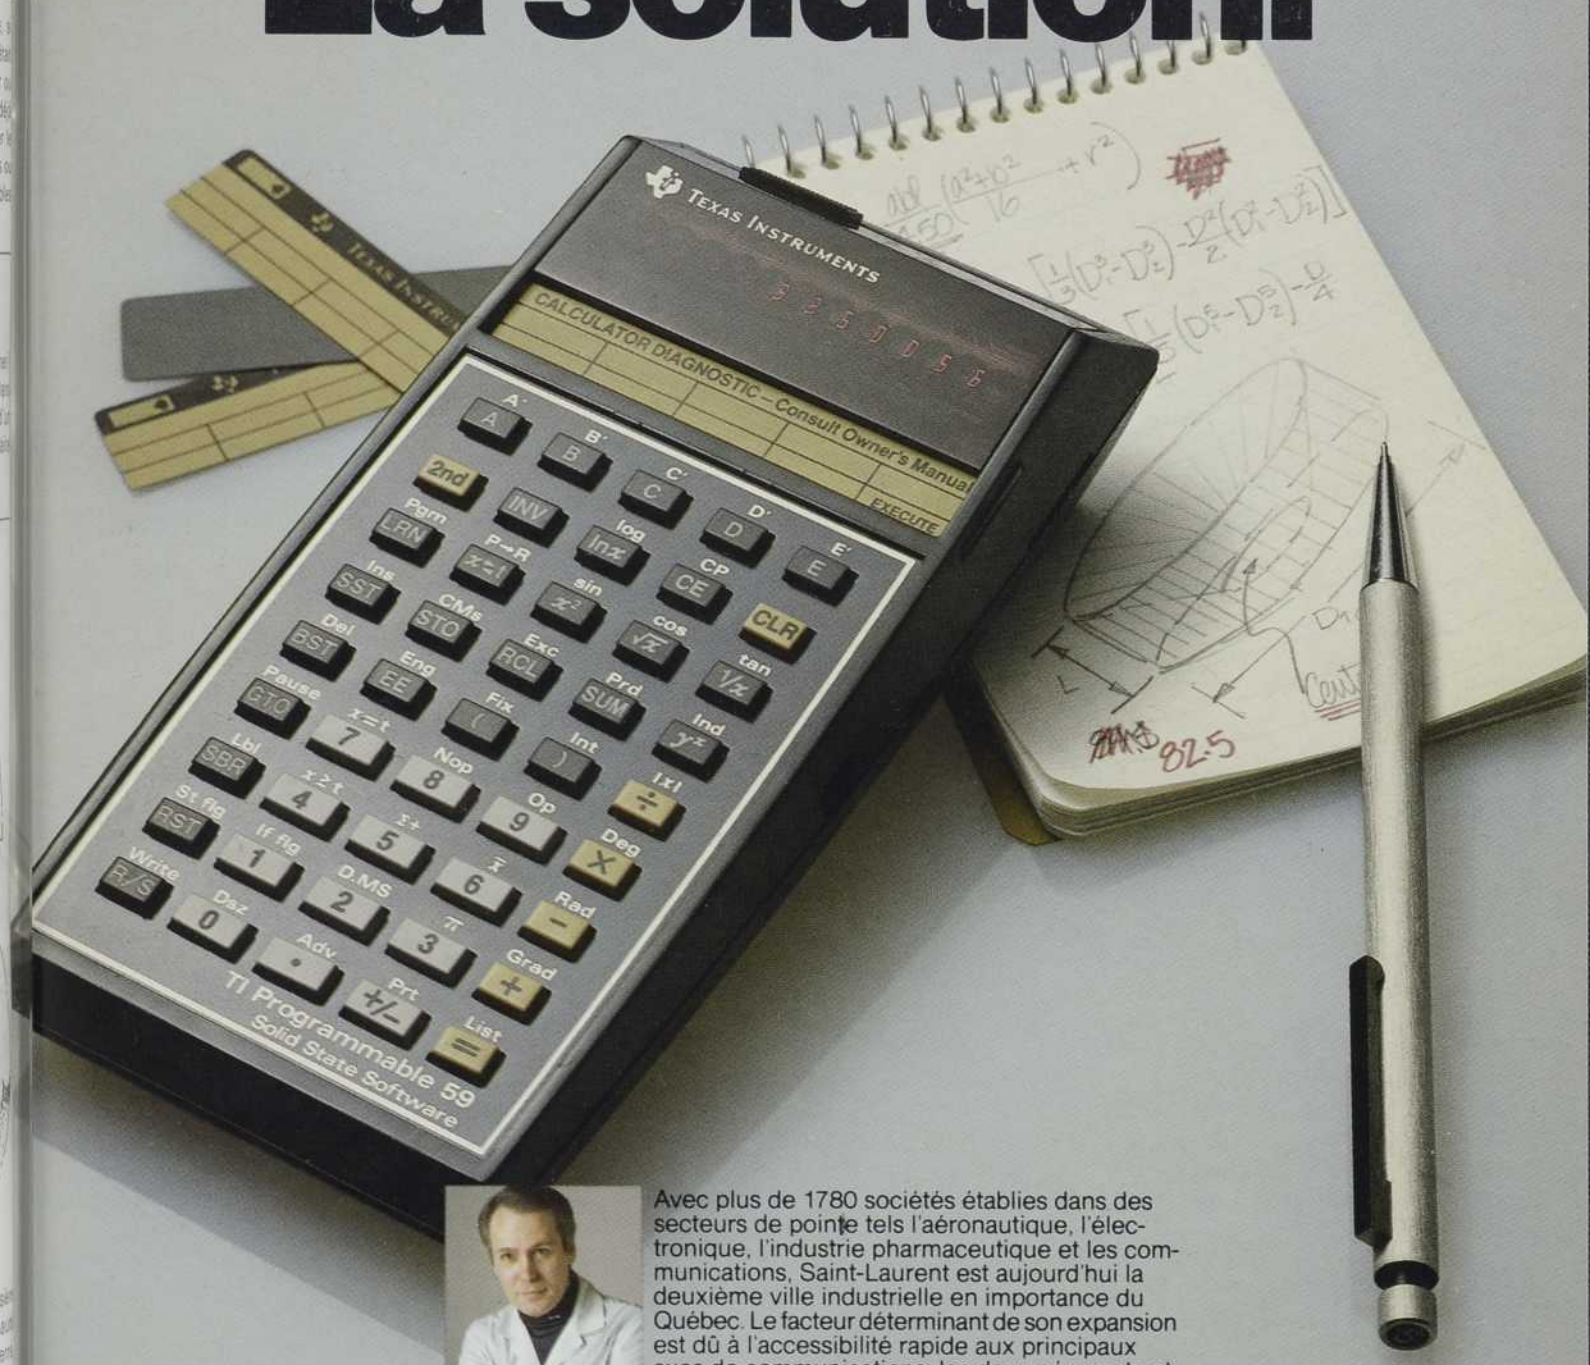 La solution!
TEXAS INSTRUMENTS
CALCULATOR DIAGNOSTIC – Consult Owner's Manual
EXECUTE
A' B' C' D' E'
A B C D E
2nd INV lnx CE CLR
log CP
Pgm P→R sin cos tan
LRN x⇄t x² √x 1/x
Ins CMs Exc Prd Ind
SST STO RCL SUM yˣ
Del Eng Fix Int |x|
BST EE ( ) ÷
Pause x=t Nop Op Deg
GTO 7 8 9 X
Lbl x≥t Σ+ x̄ Rad
SBR 4 5 6 −
St flg If flg D.MS π Grad
RST 1 2 3 +
Write Dsz Adv Prt List
R/S 0 . +/− =
TI Programmable 59
Solid State Software
82.5
Avec plus de 1780 sociétés établies dans des
secteurs de pointe tels l'aéronautique, l'élec-
tronique, l'industrie pharmaceutique et les com-
munications, Saint-Laurent est aujourd'hui la
deuxième ville industrielle en importance du
Québec. Le facteur déterminant de son expansion
est dû à l'accessibilité rapide aux principaux